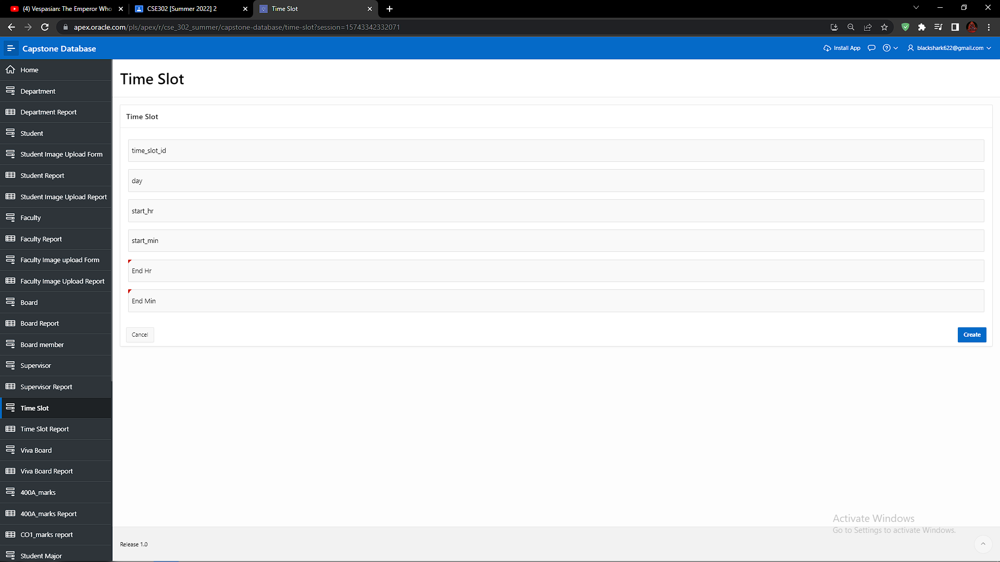 (4) Vespasian: The Emperor Who
CSE302 [Summer 2022] 2
Time Slot
apex.oracle.com/pls/apex/r/cse_302_summer/capstone-database/time-slot?session=15743342332071
Capstone Database
Install App
blackshark622@gmail.com
Home
Department
Department Report
Student
Student Image Upload Form
Student Report
Student Image Upload Report
Faculty
Faculty Report
Faculty Image upload Form
Faculty Image Upload Report
Board
Board Report
Board member
Supervisor
Supervisor Report
Time Slot
Time Slot Report
Viva Board
Viva Board Report
400A_marks
400A_marks Report
CO1_marks report
Student Major
Time Slot
Time Slot
time_slot_id
day
start_hr
start_min
End Hr
End Min
Cancel
Create
Activate Windows
Go to Settings to activate Windows.
Release 1.0